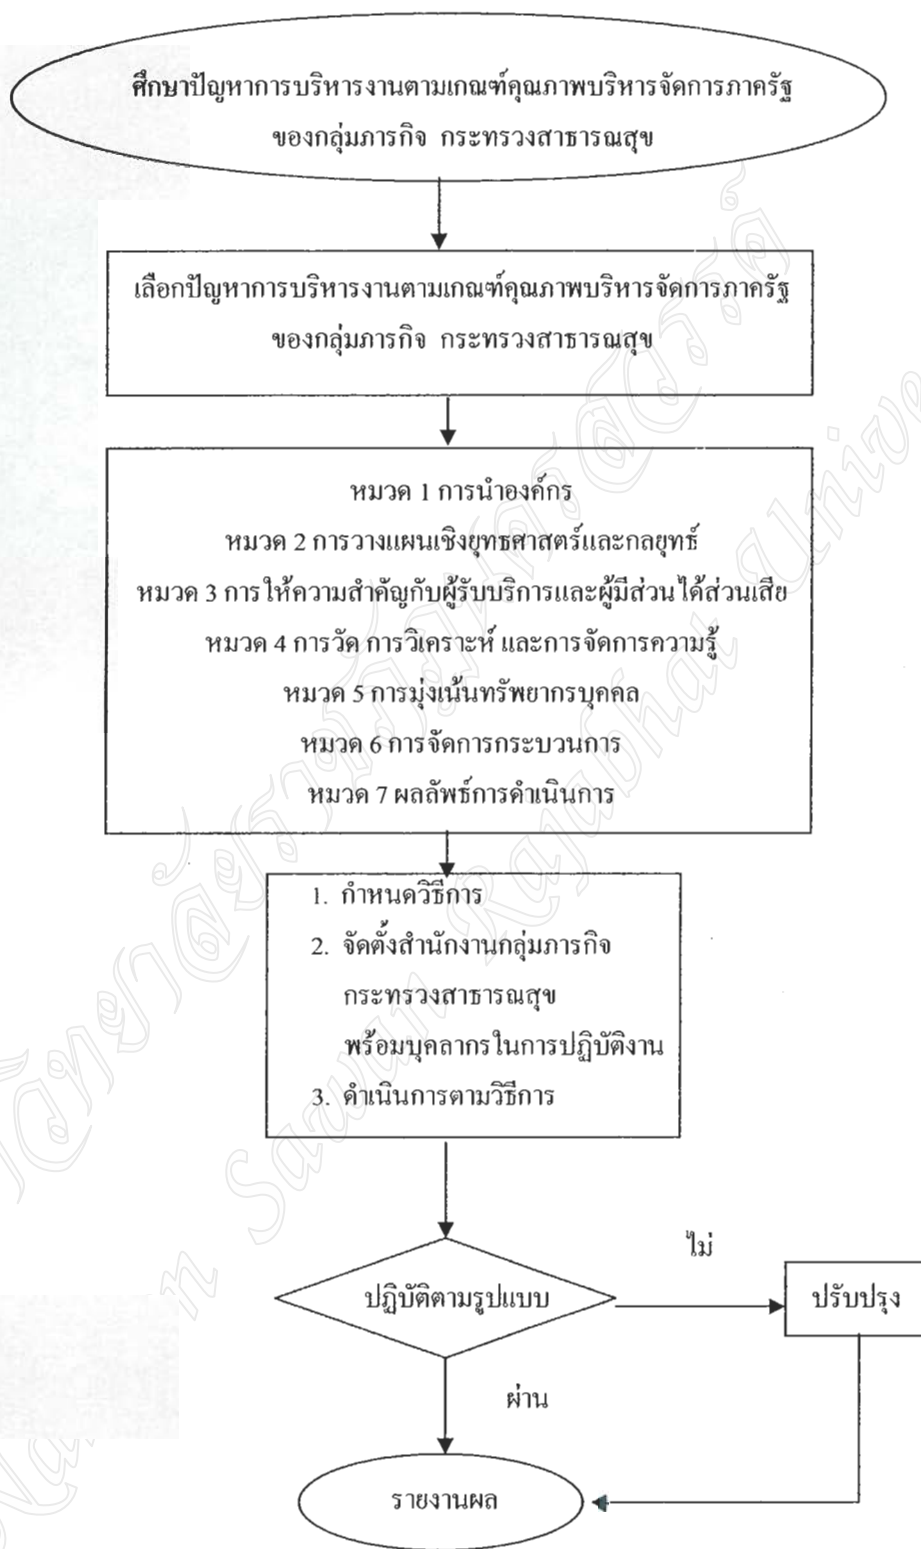 ศึกษาปัญหาการบริหารงานตามเกณฑ์คุณภาพบริหารจัดการภาครัฐ
ของกลุ่มภารกิจ กระทรวงสาธารณสุข
เลือกปัญหาการบริหารงานตามเกณฑ์คุณภาพบริหารจัดการภาครัฐ
ของกลุ่มภารกิจ กระทรวงสาธารณสุข
หมวด 1 การนำองค์กร
หมวด 2 การวางแผนเชิงยุทธศาสตร์และกลยุทธ์
หมวด 3 การให้ความสำคัญกับผู้รับบริการและผู้มีส่วนได้ส่วนเสีย
หมวด 4 การวัด การวิเคราะห์ และการจัดการความรู้
หมวด 5 การมุ่งเน้นทรัพยากรบุคคล
หมวด 6 การจัดการกระบวนการ
หมวด 7 ผลลัพธ์การดำเนินการ
1. กำหนดวิธีการ
2. จัดตั้งสำนักงานกลุ่มภารกิจ
กระทรวงสาธารณสุข
พร้อมบุคลากรในการปฏิบัติงาน
3. ดำเนินการตามวิธีการ
ไม่
ปฏิบัติตามรูปแบบ
ปรับปรุง
ผ่าน
รายงานผล
Sawan Rajabhat Unive